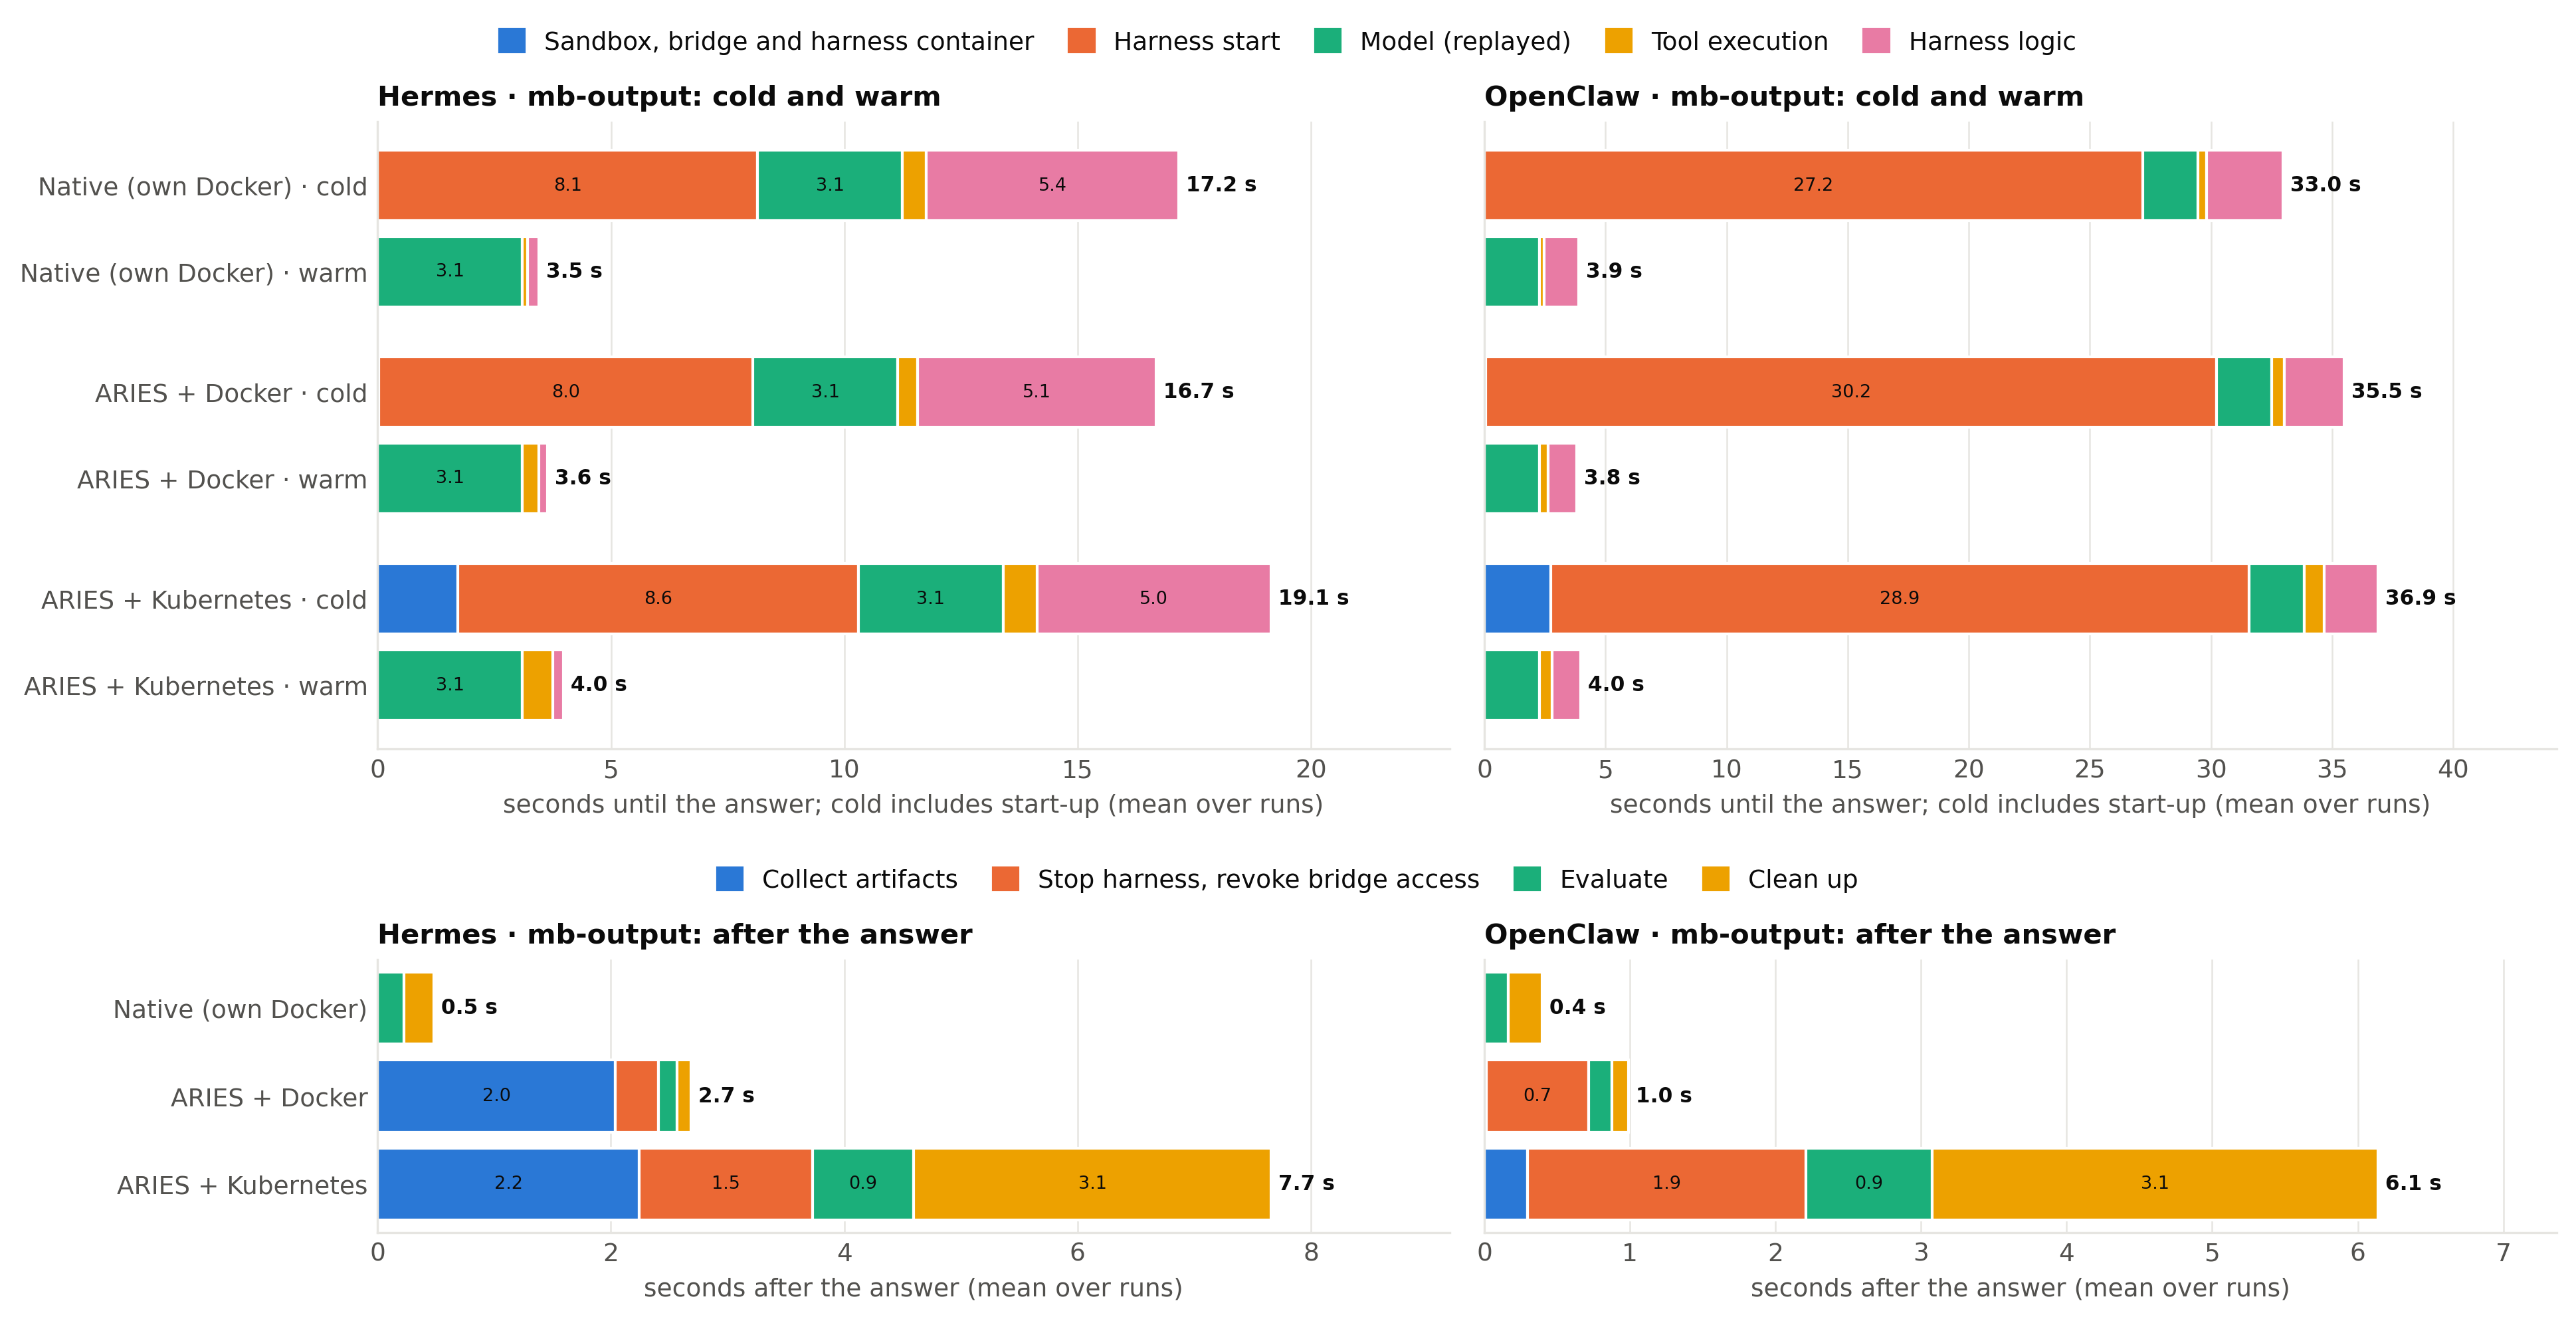 Sandbox, bridge and harness container Harness start Model (replayed) Tool execution Harness logic
Hermes · mb-output: cold and warm
Native (own Docker) · cold 8.1 3.1 5.4 17.2 s
Native (own Docker) · warm 3.1 3.5 s
ARIES + Docker · cold 8.0 3.1 5.1 16.7 s
ARIES + Docker · warm 3.1 3.6 s
ARIES + Kubernetes · cold 8.6 3.1 5.0 19.1 s
ARIES + Kubernetes · warm 3.1 4.0 s
0 5 10 15 20
seconds until the answer; cold includes start-up (mean over runs)
OpenClaw · mb-output: cold and warm
27.2 33.0 s
3.9 s
30.2 35.5 s
3.8 s
28.9 36.9 s
4.0 s
0 5 10 15 20 25 30 35 40
seconds until the answer; cold includes start-up (mean over runs)
Collect artifacts Stop harness, revoke bridge access Evaluate Clean up
Hermes · mb-output: after the answer
Native (own Docker) 0.5 s
ARIES + Docker 2.0 2.7 s
ARIES + Kubernetes 2.2 1.5 0.9 3.1 7.7 s
0 2 4 6 8
seconds after the answer (mean over runs)
OpenClaw · mb-output: after the answer
0.4 s
0.7 1.0 s
1.9 0.9 3.1 6.1 s
0 1 2 3 4 5 6 7
seconds after the answer (mean over runs)